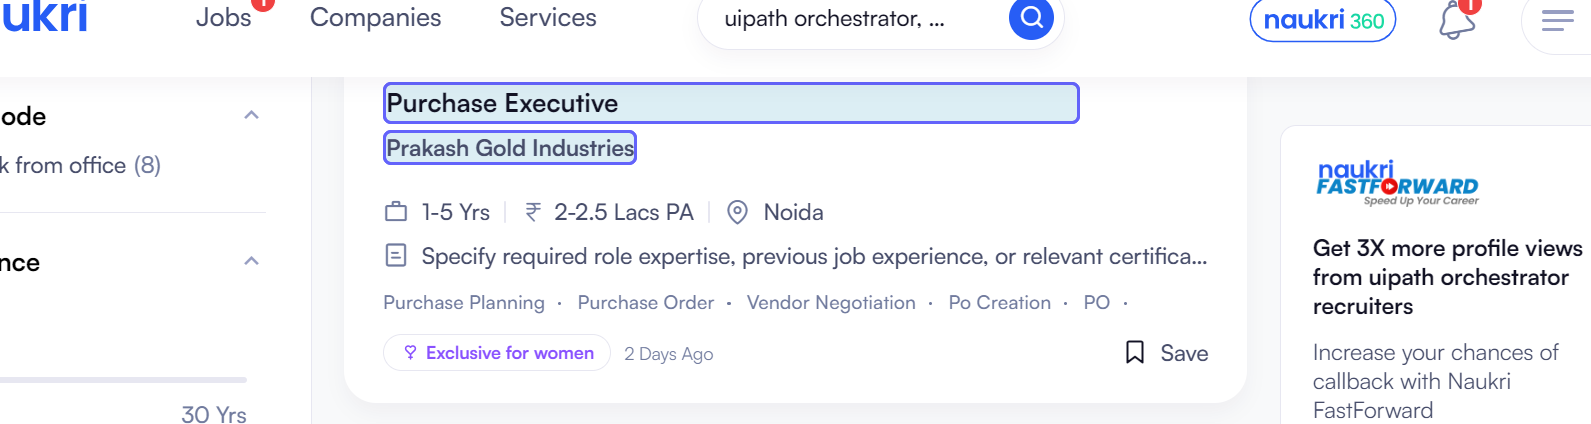 ukri
Jobs
1
Companies
Services
uipath orchestrator, ...
naukri 360
1
ode
k from office (8)
nce
30 Yrs
Purchase Executive
Prakash Gold Industries
1-5 Yrs
₹ 2-2.5 Lacs PA
Noida
Specify required role expertise, previous job experience, or relevant certifica...
Purchase Planning · Purchase Order · Vendor Negotiation · Po Creation · PO ·
Exclusive for women
2 Days Ago
Save
naukri
FASTFORWARD
Speed Up Your Career
Get 3X more profile views
from uipath orchestrator
recruiters
Increase your chances of
callback with Naukri
FastForward